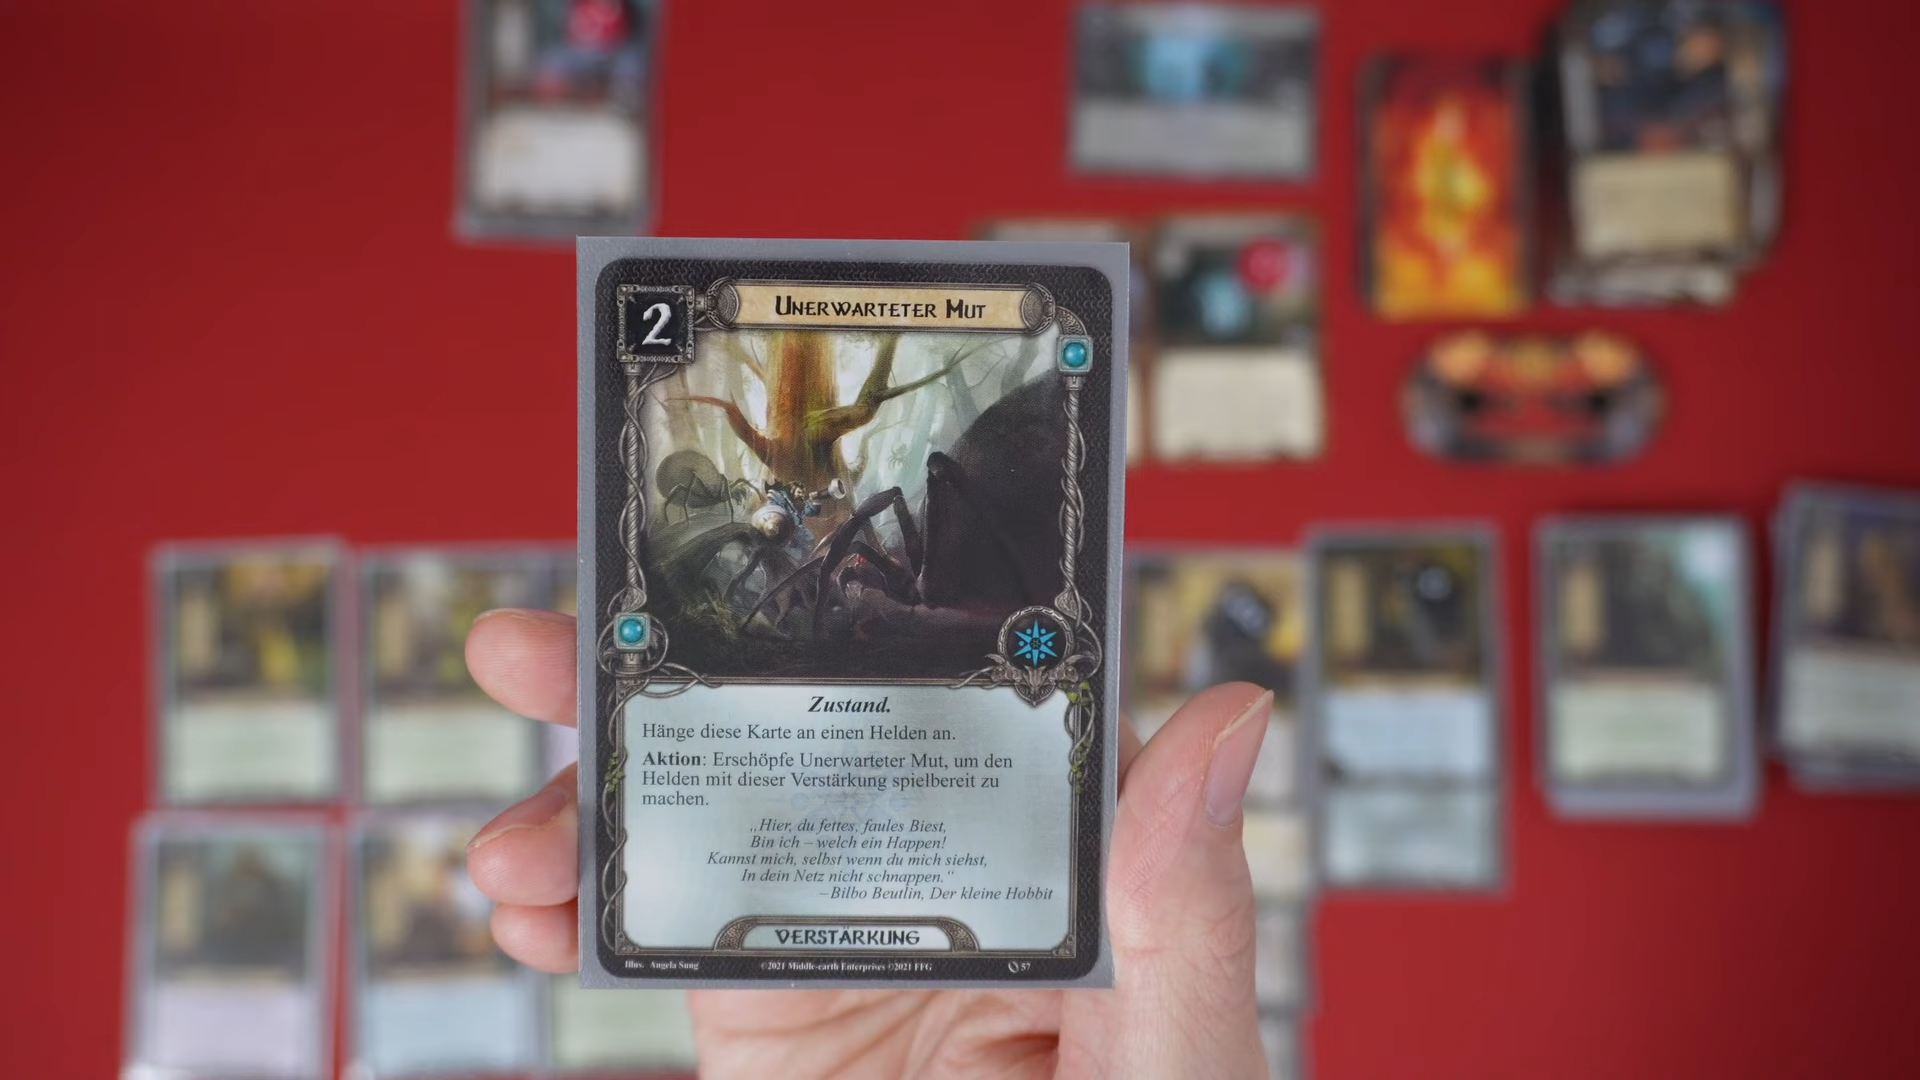 2
UNERWARTETER MUT
Zustand.
Hänge diese Karte an einen Helden an.
Aktion: Erschöpfe Unerwarteter Mut, um den
Helden mit dieser Verstärkung spielbereit zu
machen.
„Hier, du fettes, faules Biest,
Bin ich – welch ein Happen!
Kannst mich, selbst wenn du mich siehst,
In dein Netz nicht schnappen.“
–Bilbo Beutlin, Der kleine Hobbit
VERSTÄRKUNG
Illus. Angela Sung ©2021 Middle-earth Enterprises ©2021 FFG 57